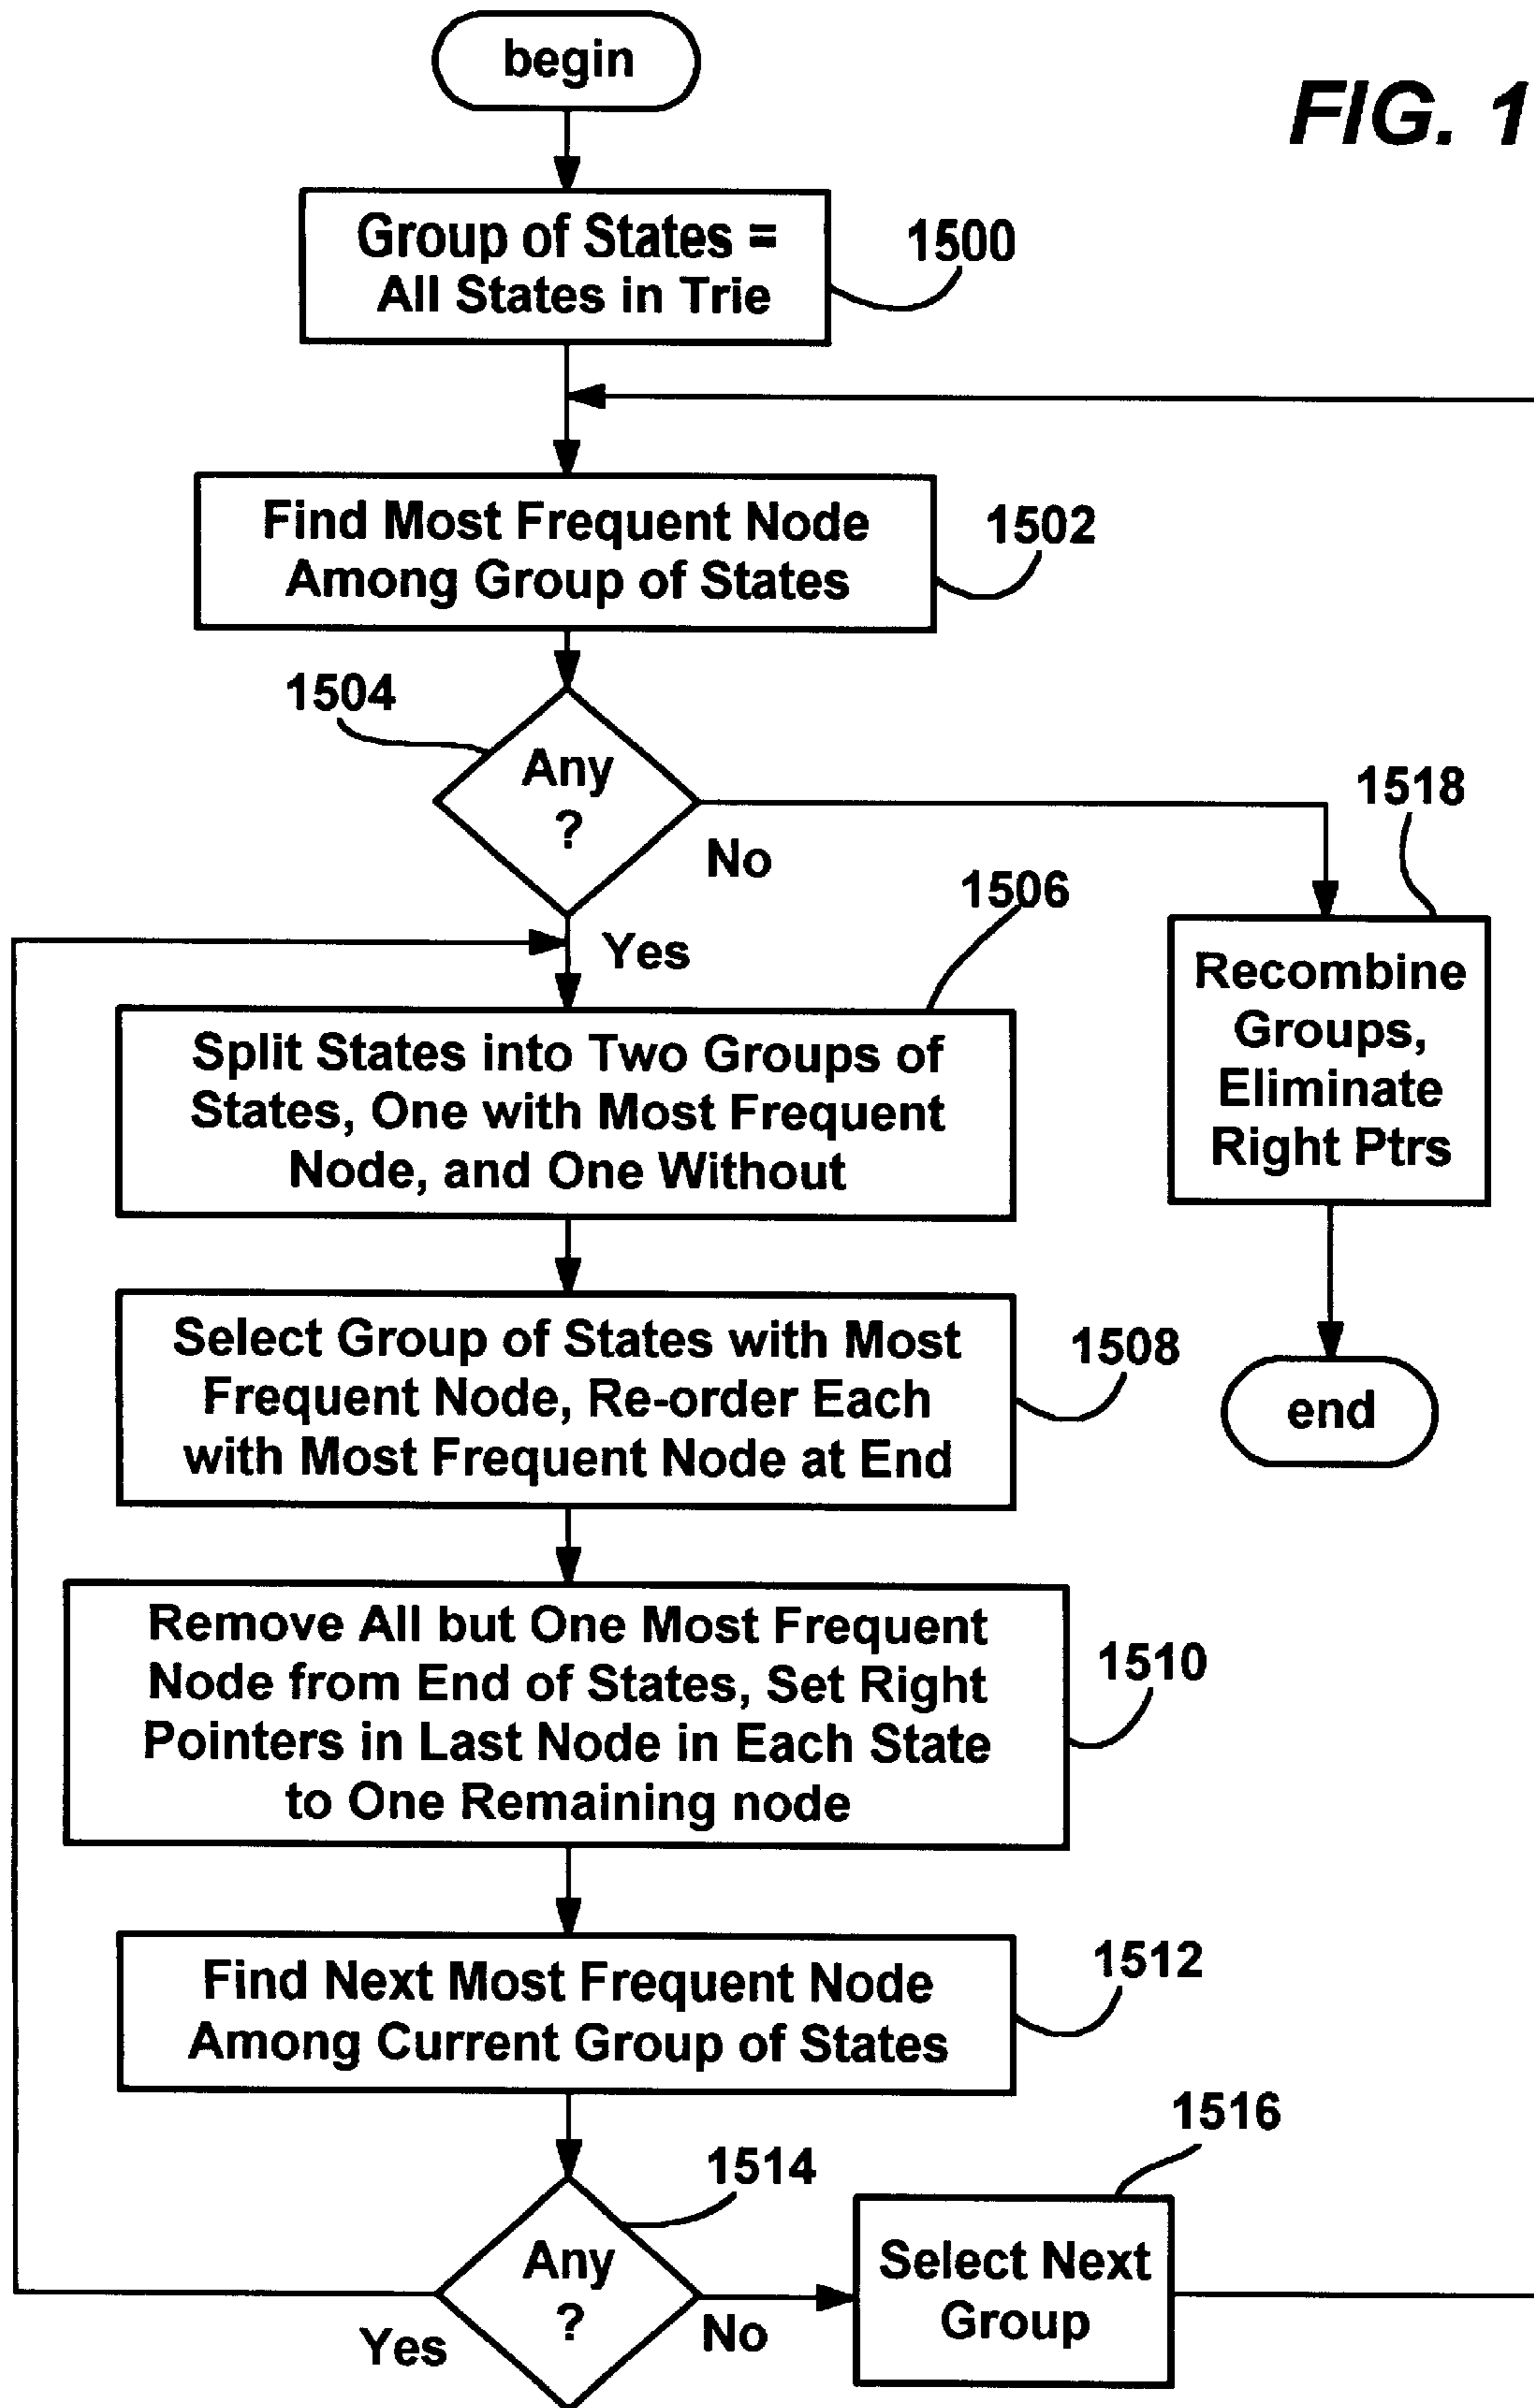 begin
FIG. 1
Group of States =
All States in Trie
1500
Find Most Frequent Node
Among Group of States
1502
1504
Any
?
No
Yes
1518
Recombine
Groups,
Eliminate
Right Ptrs
end
1506
Split States into Two Groups of
States, One with Most Frequent
Node, and One Without
Select Group of States with Most
Frequent Node, Re-order Each
with Most Frequent Node at End
1508
Remove All but One Most Frequent
Node from End of States, Set Right
Pointers in Last Node in Each State
to One Remaining node
1510
Find Next Most Frequent Node
Among Current Group of States
1512
1514
Any
?
Yes
No
1516
Select Next
Group